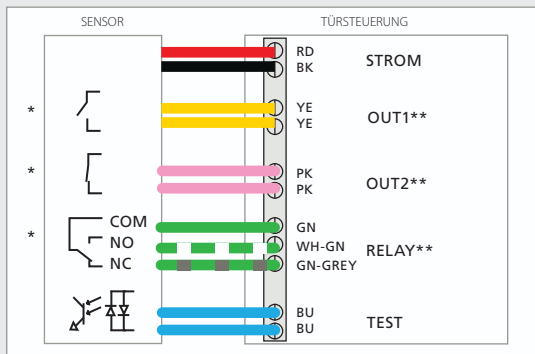 SENSOR TÜRSTEUERUNG
RD
STROM
BK
* YE
OUT1**
YE
* PK
OUT2**
PK
* COM GN
NO WH-GN RELAY**
NC GN-GREY
BU
TEST
BU